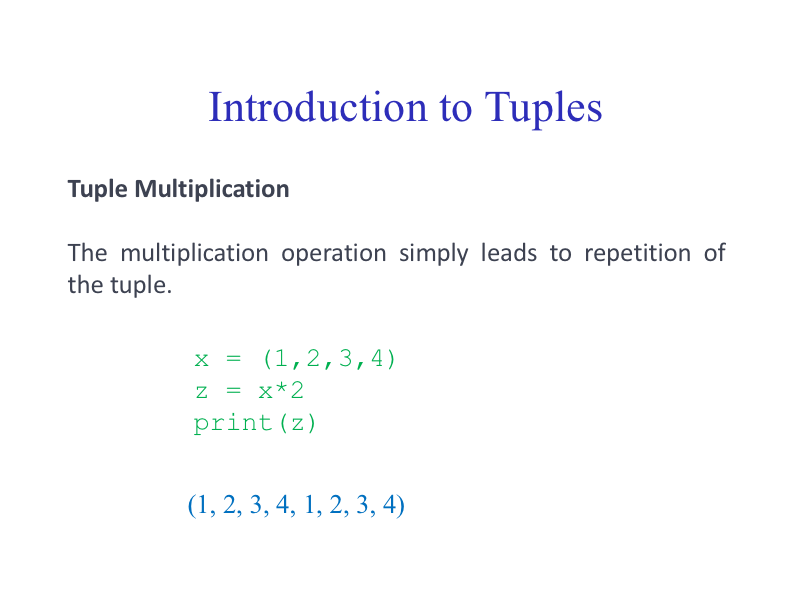 Introduction to Tuples
Tuple Multiplication
The multiplication operation simply leads to repetition of
the tuple.
x = (1,2,3,4)
z = x*2
print(z)
(1, 2, 3, 4, 1, 2, 3, 4)